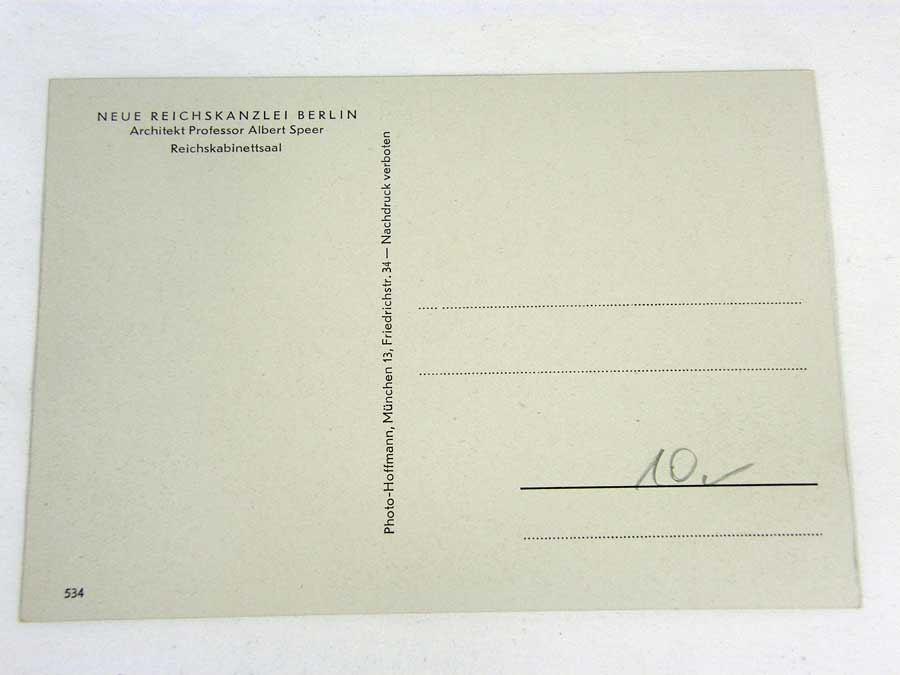 NEUE REICHSKANZLEI BERLIN
Architekt Professor Albert Speer
Reichskabinettsaal
Photo-Hoffmann, München 13, Friedrichstr. 34 — Nachdruck verboten
10.-
534